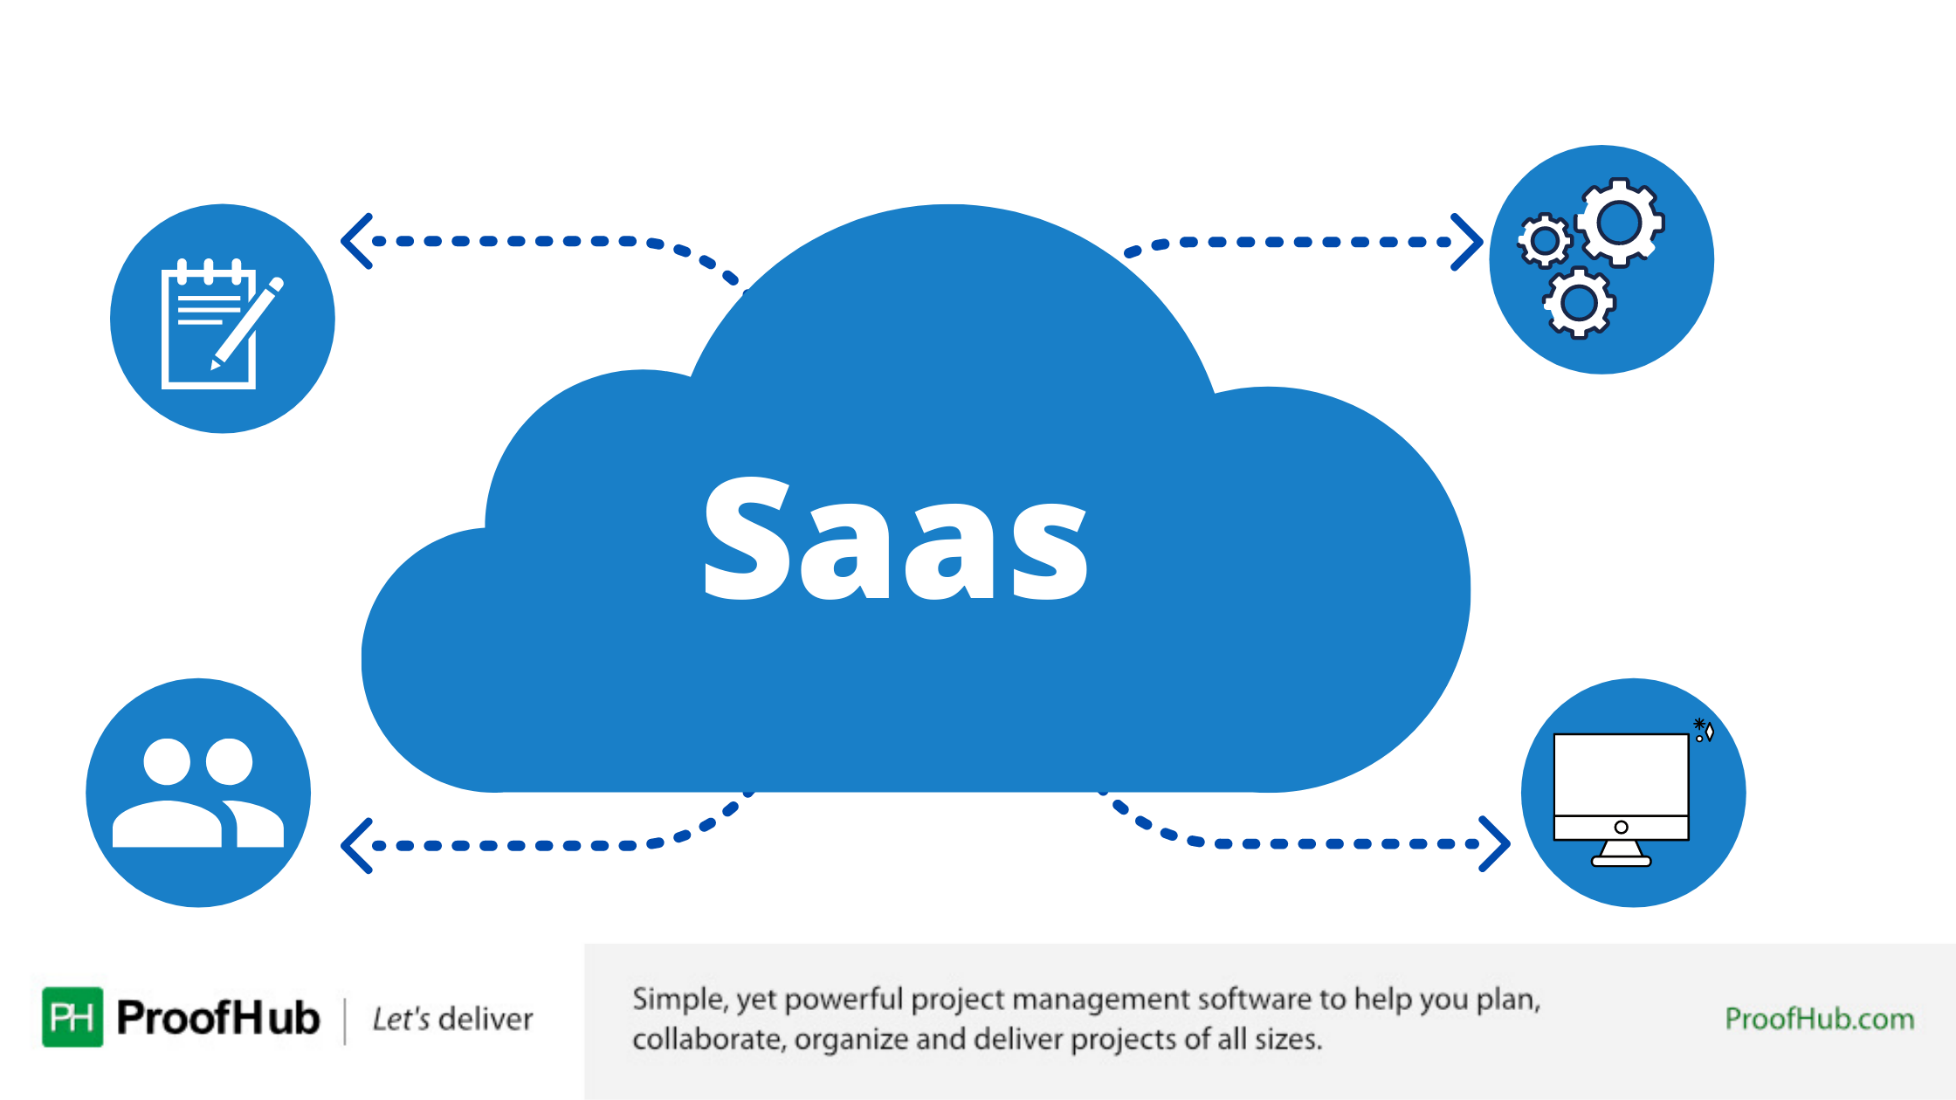 Saas
PH ProofHub Let's deliver
Simple, yet powerful project management software to help you plan,
collaborate, organize and deliver projects of all sizes.
ProofHub.com